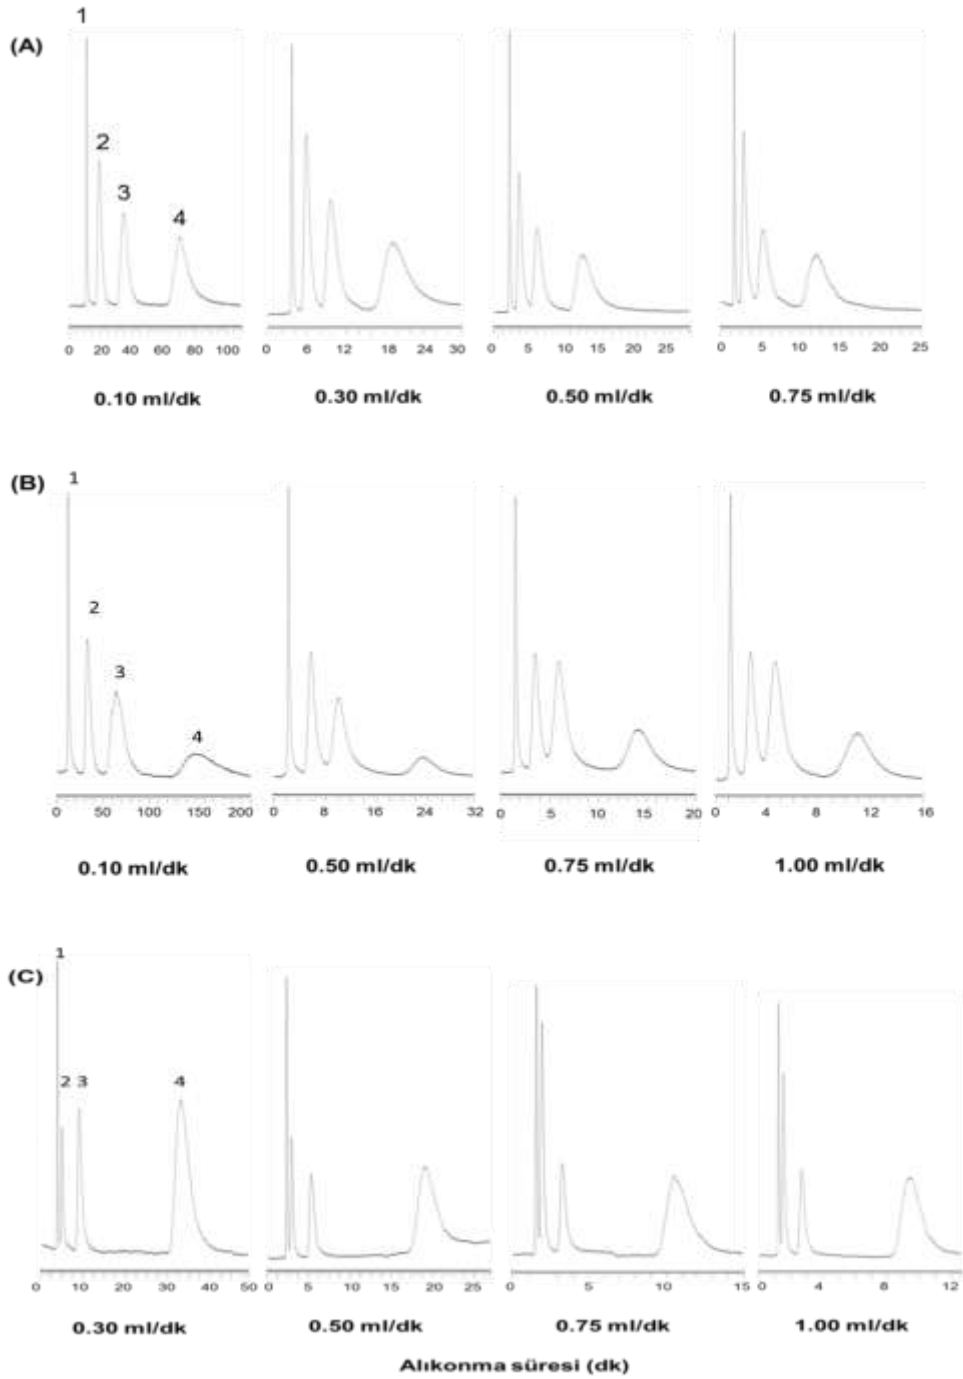 1
(A)
2
3
4
0 20 40 60 80 100
0 6 12 18 24 30
0 5 10 15 20 25
0 5 10 15 20 25
0.10 ml/dk
0.30 ml/dk
0.50 ml/dk
0.75 ml/dk
(B)
1
2
3
4
0 50 100 150 200
0 8 16 24 32
0 5 10 15 20
0 4 8 12 16
0.10 ml/dk
0.50 ml/dk
0.75 ml/dk
1.00 ml/dk
1
(C)
2 3 4
0 10 20 30 40 50
0 5 10 15 20 25
0 5 10 15
0 4 8 12
0.30 ml/dk
0.50 ml/dk
0.75 ml/dk
1.00 ml/dk
Alıkonma süresi (dk)